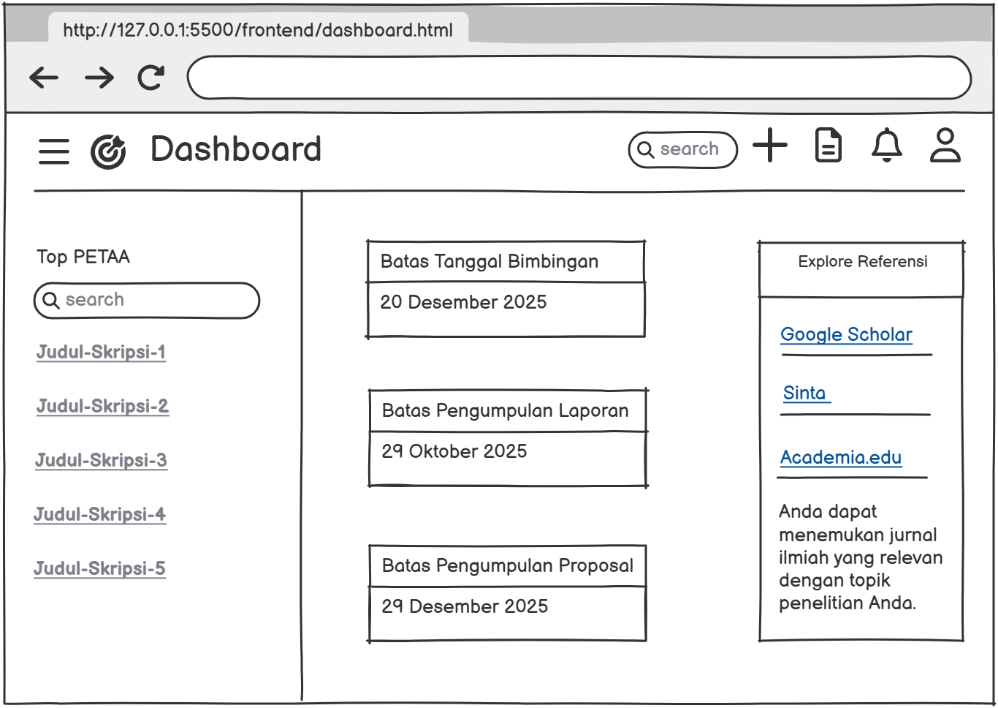 http://127.0.0.1:5500/frontend/dashboard.html
Dashboard
search
Top PETAA
search
Judul-Skripsi-1
Judul-Skripsi-2
Judul-Skripsi-3
Judul-Skripsi-4
Judul-Skripsi-5
Batas Tanggal Bimbingan
20 Desember 2025
Batas Pengumpulan Laporan
29 Oktober 2025
Batas Pengumpulan Proposal
29 Desember 2025
Explore Referensi
Google Scholar
Sinta
Academia.edu
Anda dapat
menemukan jurnal
ilmiah yang relevan
dengan topik
penelitian Anda.